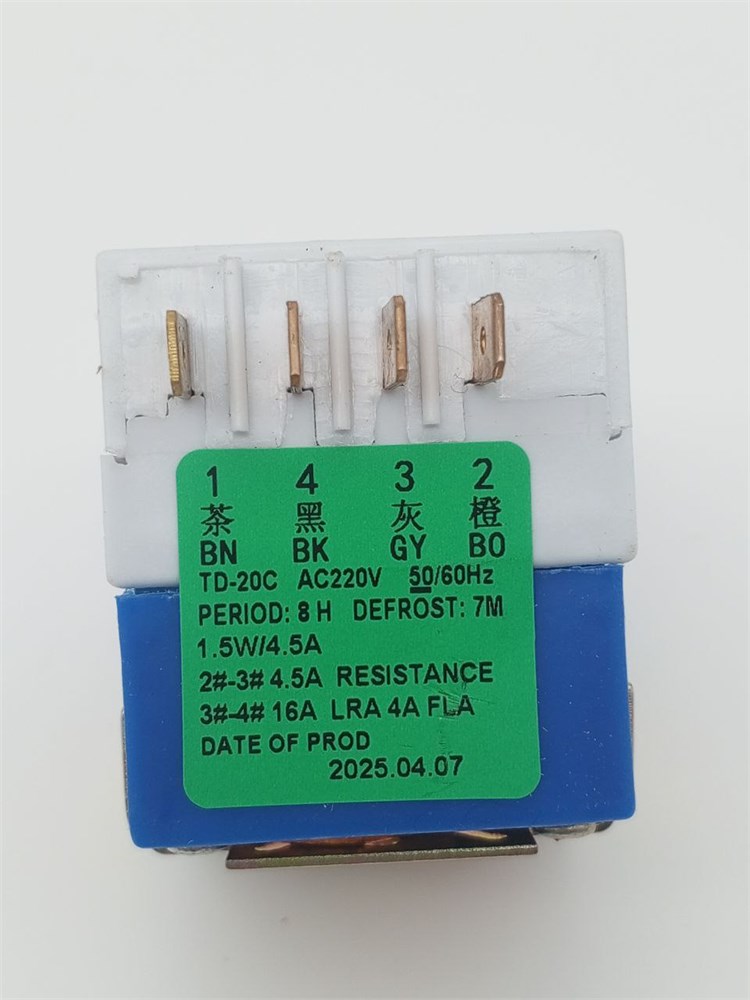 1 4 3 2
茶 黑 灰 橙
BN BK GY BO
TD-20C AC220V 50/60Hz
PERIOD: 8 H DEFROST: 7M
1.5W/4.5A
2#-3# 4.5A RESISTANCE
3#-4# 16A LRA 4A FLA
DATE OF PROD
2025.04.07